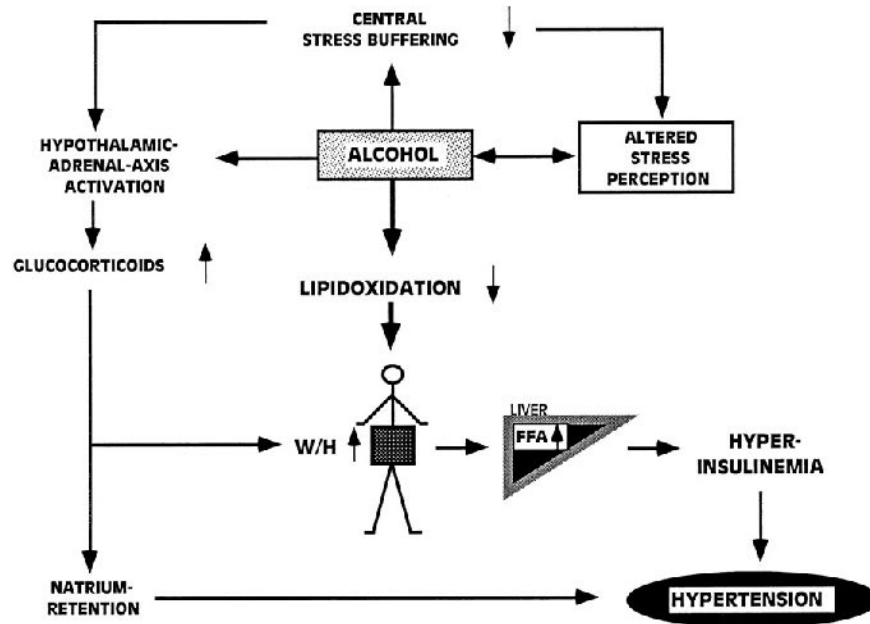 CENTRAL
STRESS BUFFERING
HYPOTHALAMIC-
ADRENAL-AXIS
ACTIVATION
ALCOHOL
ALTERED
STRESS
PERCEPTION
GLUCOCORTICOIDS
LIPIDOXIDATION
LIVER
W/H
FFA
HYPER-
INSULINEMIA
NATRIUM-
RETENTION
HYPERTENSION